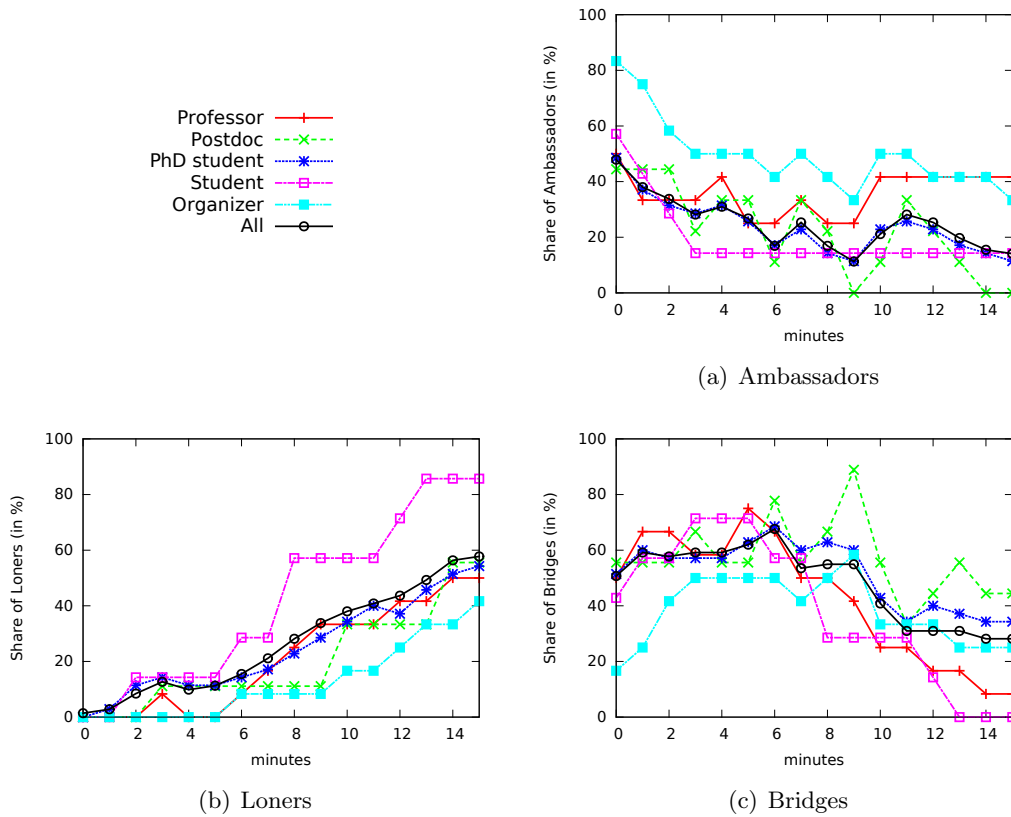 Professor
Postdoc
PhD student
Student
Organizer
All
100
80
60
40
20
0
Share of Ambassadors (in %)
0 2 4 6 8 10 12 14
minutes
(a) Ambassadors
100
80
60
40
20
0
Share of Loners (in %)
0 2 4 6 8 10 12 14
minutes
(b) Loners
100
80
60
40
20
0
Share of Bridges (in %)
0 2 4 6 8 10 12 14
minutes
(c) Bridges